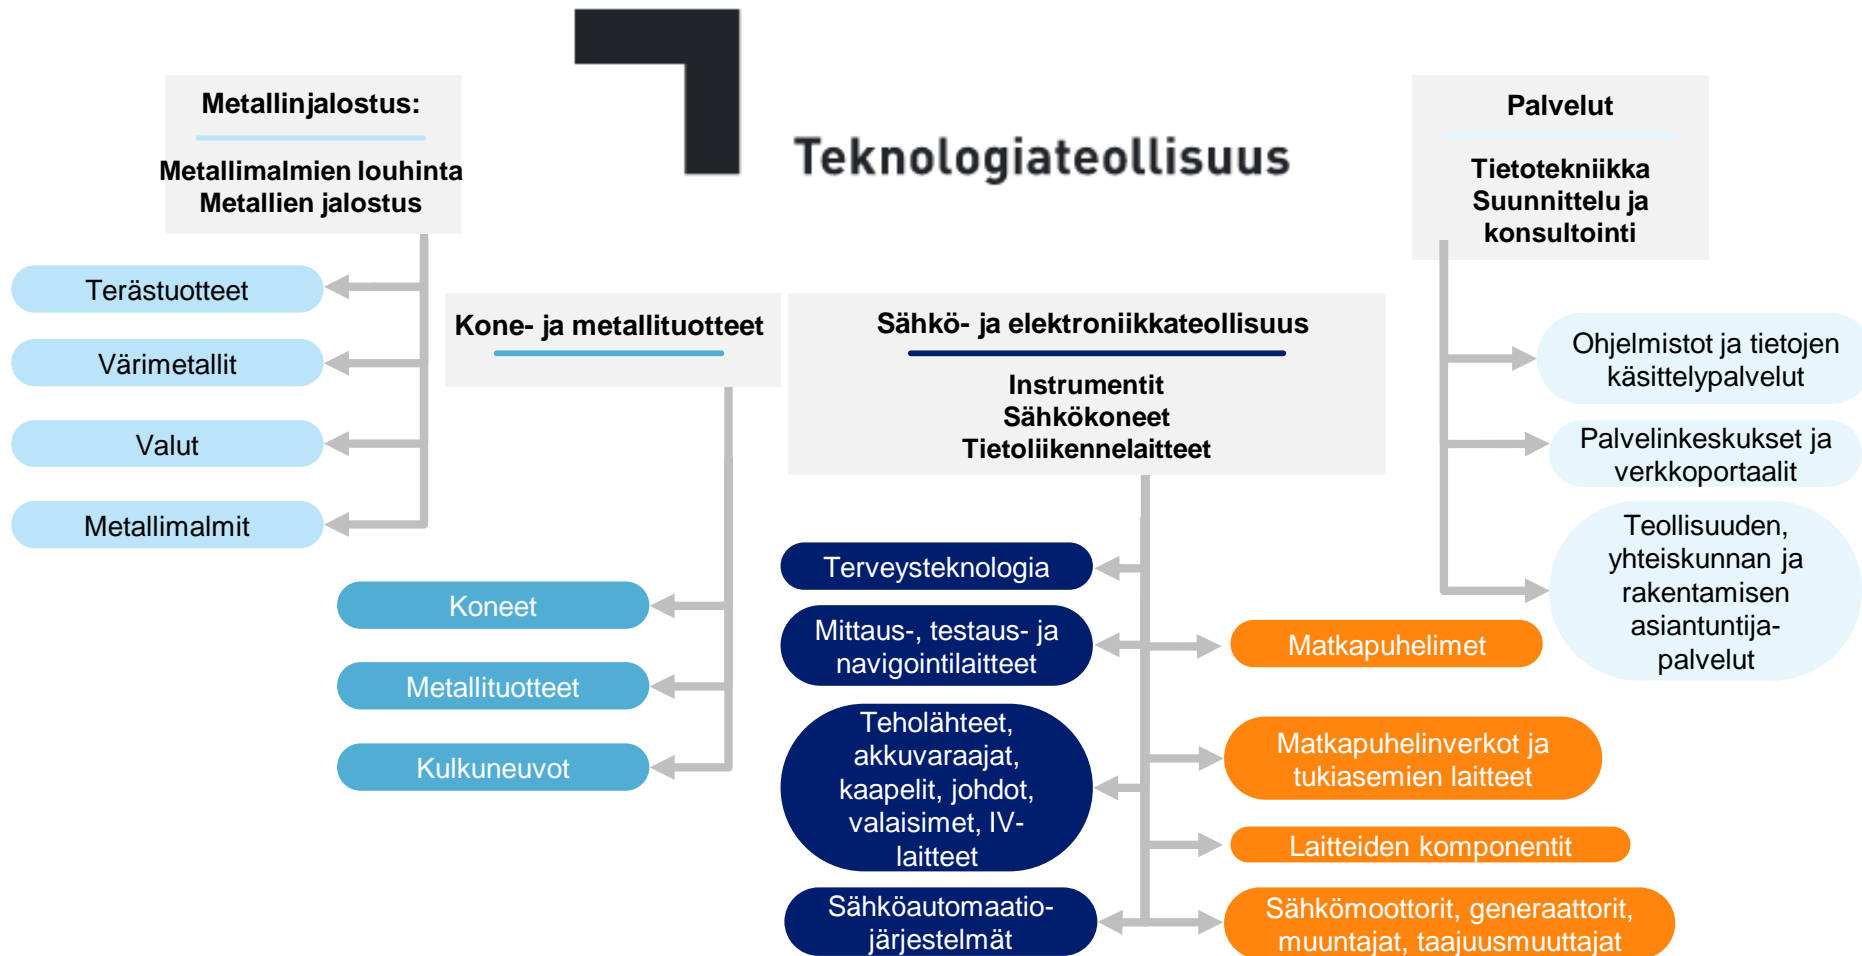 Teknologiateollisuus
Metallinjalostus:
Metallimalmien louhinta
Metallien jalostus
Terästuotteet
Värimetallit
Valut
Metallimalmit
Kone- ja metallituotteet
Koneet
Metallituotteet
Kulkuneuvot
Sähkö- ja elektroniikkateollisuus
Instrumentit
Sähkökoneet
Tietoliikennelaitteet
Terveysteknologia
Mittaus-, testaus- ja
navigointilaitteet
Teholähteet,
akkuvaraajat,
kaapelit, johdot,
valaisimet, IV-
laitteet
Sähköautomaatio-
järjestelmät
Matkapuhelimet
Matkapuhelinverkot ja
tukiasemien laitteet
Laitteiden komponentit
Sähkömoottorit, generaattorit,
muuntajat, taajuusmuuttajat
Palvelut
Tietotekniikka
Suunnittelu ja
konsultointi
Ohjelmistot ja tietojen
käsittelypalvelut
Palvelinkeskukset ja
verkkoportaalit
Teollisuuden,
yhteiskunnan ja
rakentamisen
asiantuntija-
palvelut